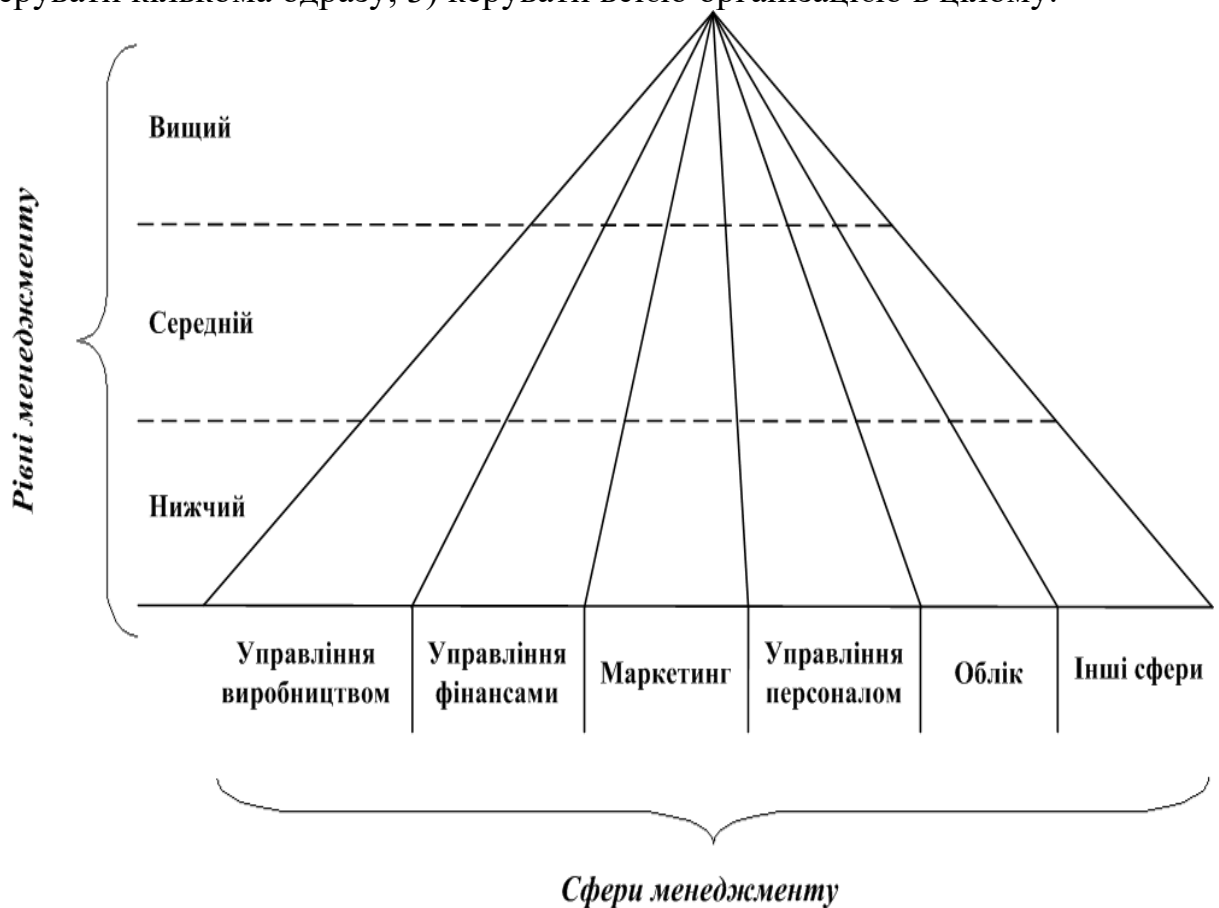 керувати кількома одразу; 3) керувати всією організацією в цілому.
Вищий
Середній
Нижчий
Рівні менеджменту
Управління
виробництвом
Управління
фінансами
Маркетинг
Управління
персоналом
Облік
Інші сфери
Сфери менеджменту